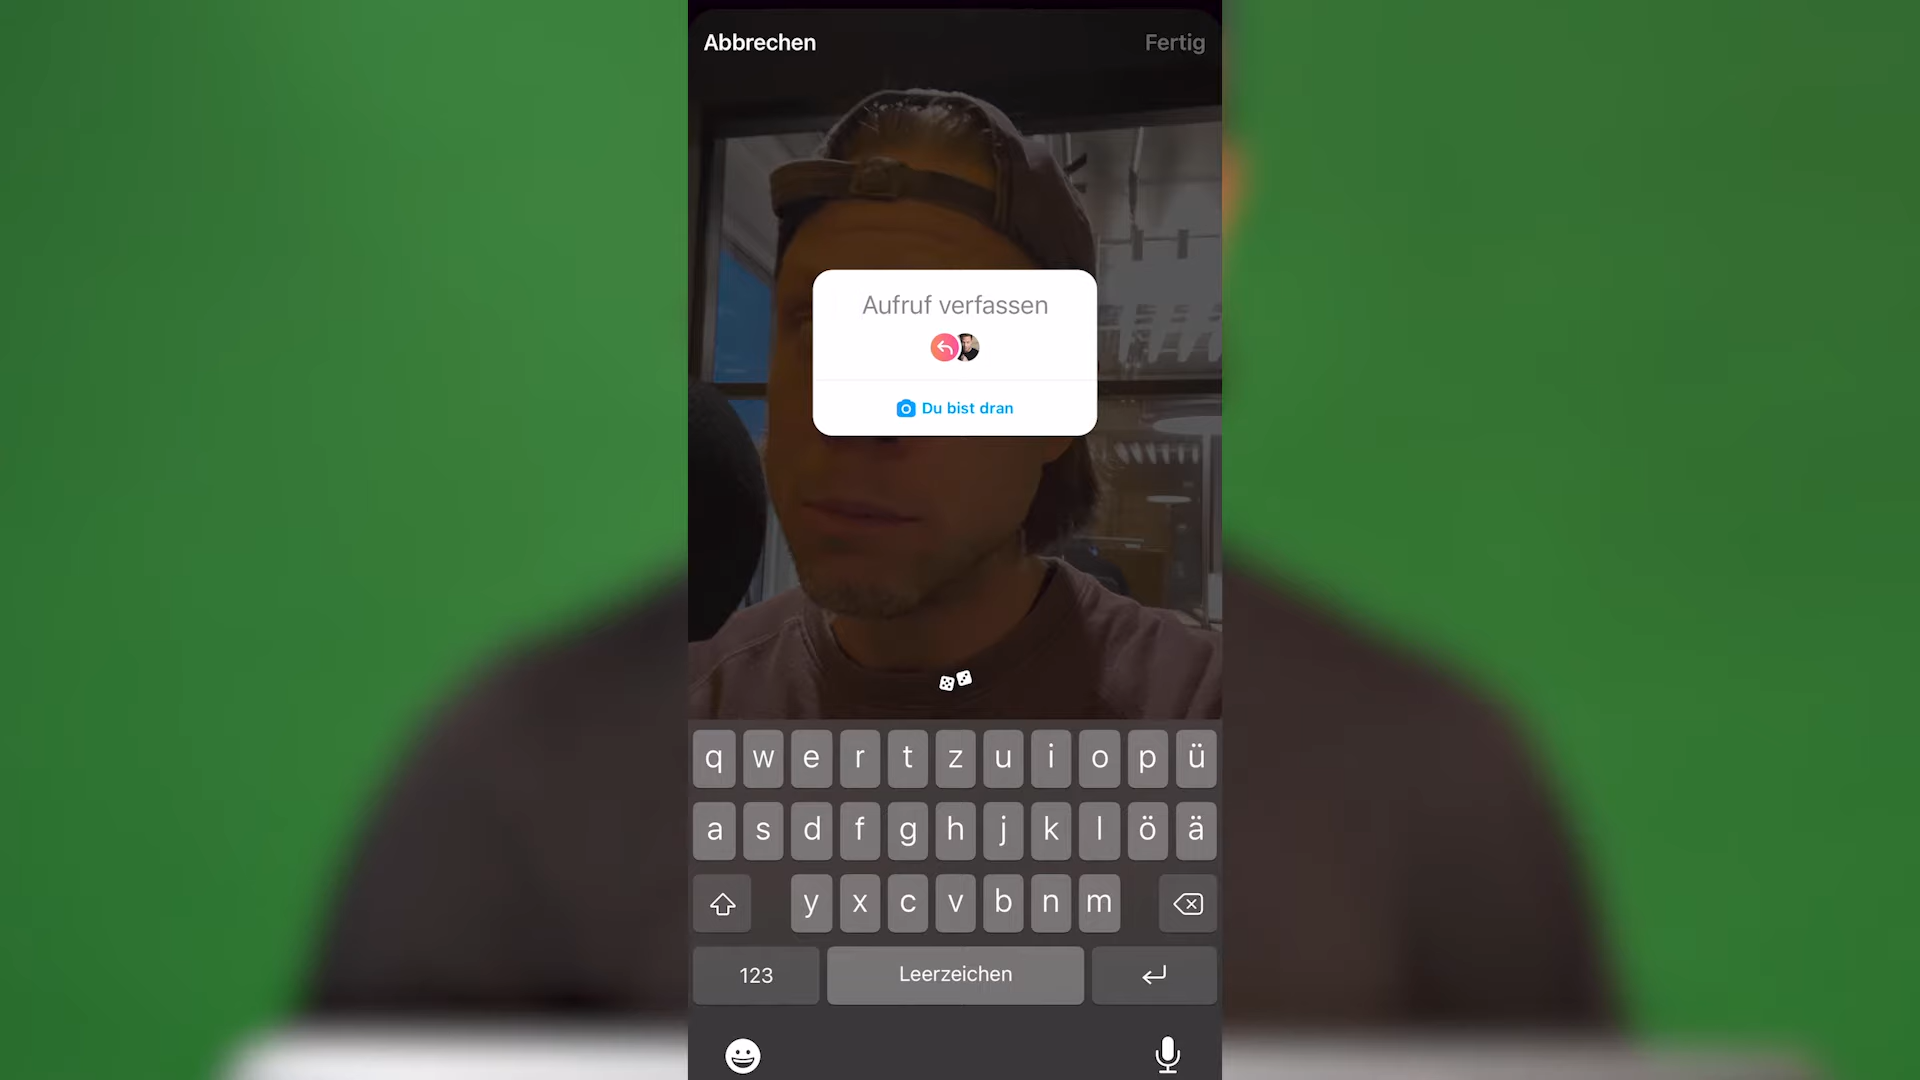 Abbrechen
Fertig
Aufruf verfassen
Du bist dran
q w e r t z u i o p ü
a s d f g h j k l ö ä
y x c v b n m
123
Leerzeichen